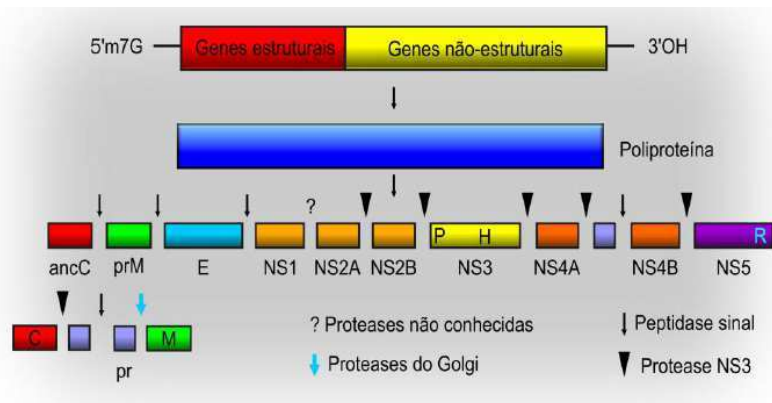 5'm7G Genes estruturais Genes não-estruturais 3'OH
Poliproteína
?
P H R
ancC prM E NS1 NS2A NS2B NS3 NS4A NS4B NS5
C M
pr
? Proteases não conhecidas
Peptidase sinal
Proteases do Golgi
Protease NS3